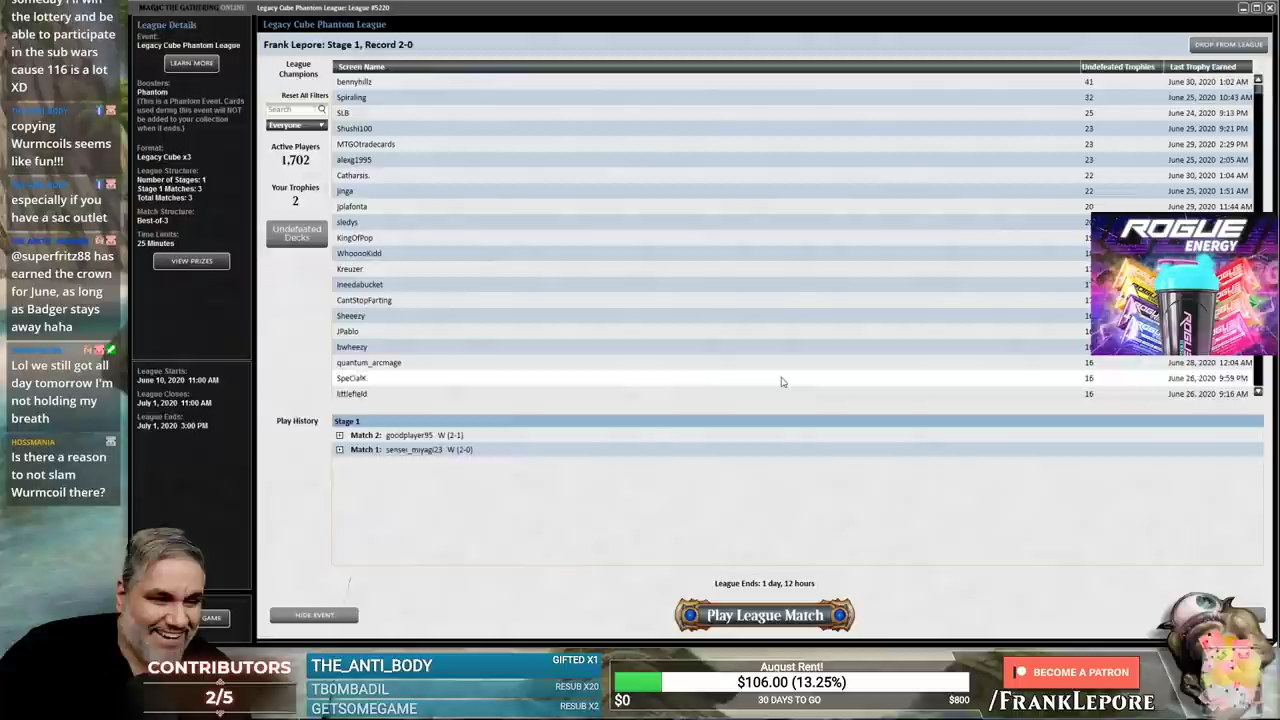 someday I'll win
the lottery and be
able to participate
in the sub wars
cause 116 is a lot
XD
copying
Wurmcoils seems
like fun!!!
especially if you
have a sac outlet
@superfritz88 has
earned the crown
for June, as long
as Badger stays
away haha
Lol we still got all
day tomorrow I'm
not holding my
breath
HOSSMANIA
Is there a reason
to not slam
Wurmcoil there?
MAGIC THE GATHERING ONLINE
Legacy Cube Phantom League: League #5220
League Details
Event:
Legacy Cube Phantom League
LEARN MORE
Boosters:
Phantom
(This is a Phantom Event. Cards
used during this event will NOT
be added to your collection
when it ends.)
Format:
Legacy Cube x3
League Structure:
Number of Stages: 1
Stage 1 Matches: 3
Total Matches: 3
Match Structure:
Best-of-3
Time Limits:
25 Minutes
VIEW PRIZES
League Starts:
June 10, 2020 11:00 AM
League Closes:
July 1, 2020 11:00 AM
League Ends:
July 1, 2020 3:00 PM
GAME
Legacy Cube Phantom League
Frank Lepore: Stage 1, Record 2-0
DROP FROM LEAGUE
League
Champions
Reset All Filters
Search
Everyone
Active Players
1,702
Your Trophies
2
Undefeated
Decks
Screen Name Undefeated Trophies Last Trophy Earned
bennyhillz 41 June 30, 2020 1:02 AM
Spiraling 32 June 25, 2020 10:43 AM
SLB 25 June 24, 2020 9:13 PM
Shushi100 23 June 29, 2020 9:21 PM
MTGOtradecards 23 June 29, 2020 2:29 PM
alexg1995 23 June 25, 2020 2:05 AM
Catharsis. 22 June 30, 2020 1:04 AM
Jinga 22 June 25, 2020 1:51 AM
jplafonta 20 June 29, 2020 11:44 AM
sledys
KingOfPop
WhooooKidd
Kreuzer
ineedabucket
CantStopFarting
Sheeezy
JPablo
bwheezy
quantum_arcmage 16 June 28, 2020 12:04 AM
SpeCialK. 16 June 26, 2020 9:59 PM
littlefield 16 June 26, 2020 9:16 AM
ROGUE
ENERGY
ROGUE
Play History
Stage 1
Match 2: goodplayer95 W (2-1)
Match 1: sensei_miyagi23 W (2-0)
League Ends: 1 day, 12 hours
HIDE EVENT
Play League Match
CONTRIBUTORS
2/5
THE_ANTI_BODY GIFTED X1
TB0MBADIL RESUB X20
GETSOMEGAME RESUB X2
August Rent!
$106.00 (13.25%)
$0 30 DAYS TO GO $800
BECOME A PATRON
/FRANKLEPORE